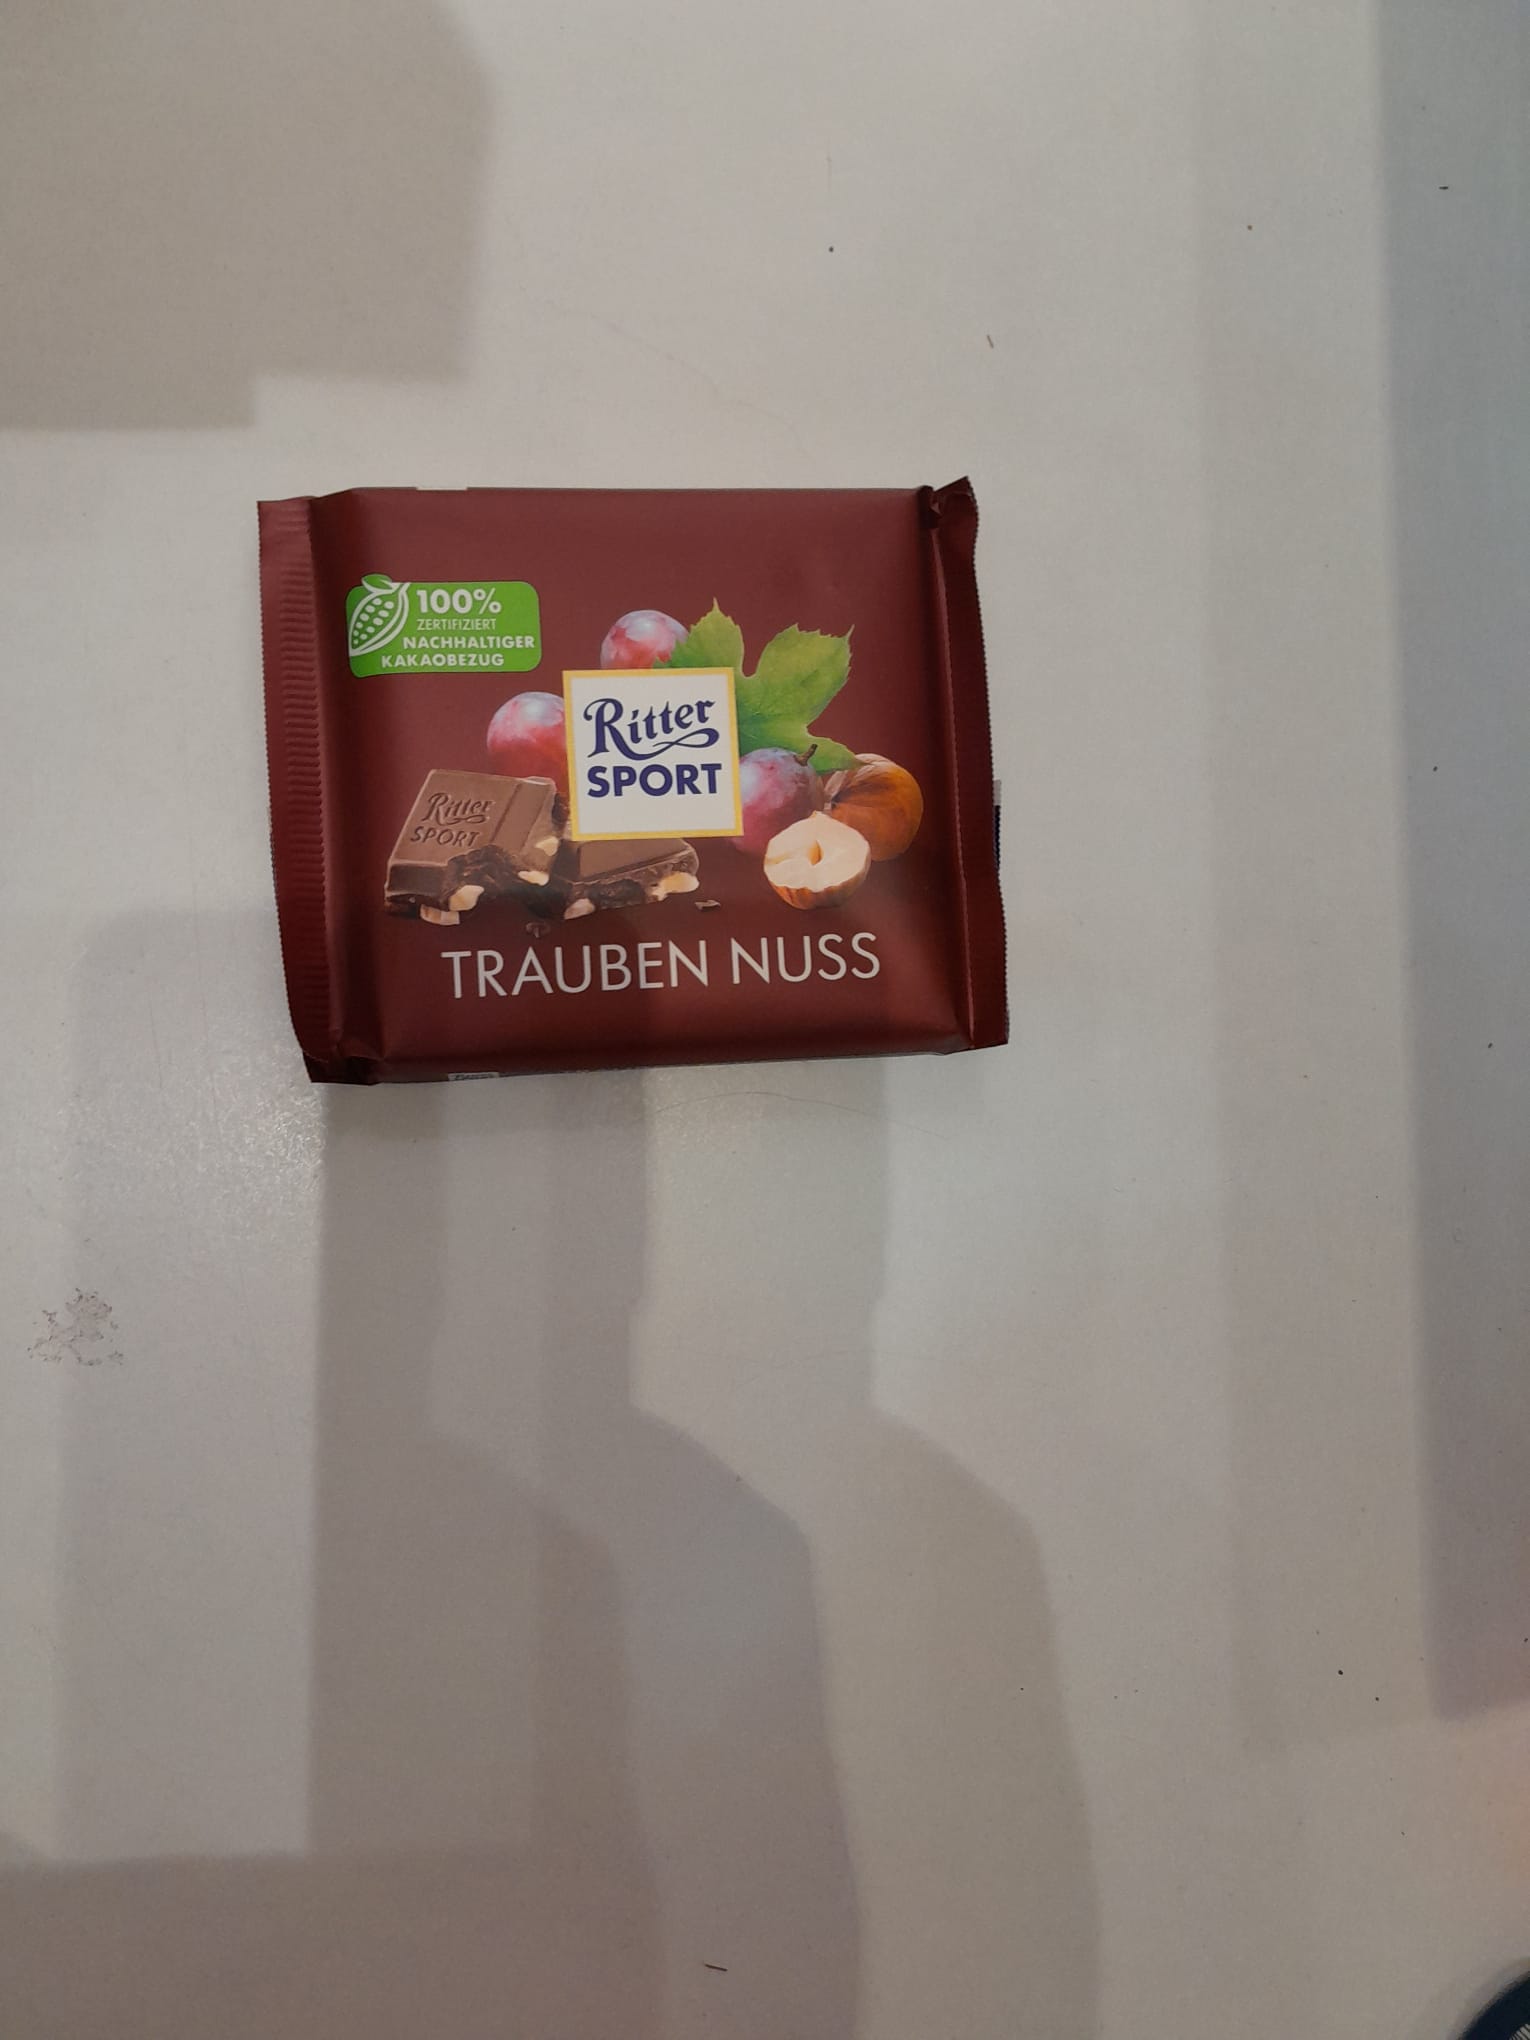 100%
ZERTIFIZIERT
NACHHALTIGER
KAKAOBEZUG
Ritter
SPORT
Ritter
SPORT
TRAUBEN NUSS